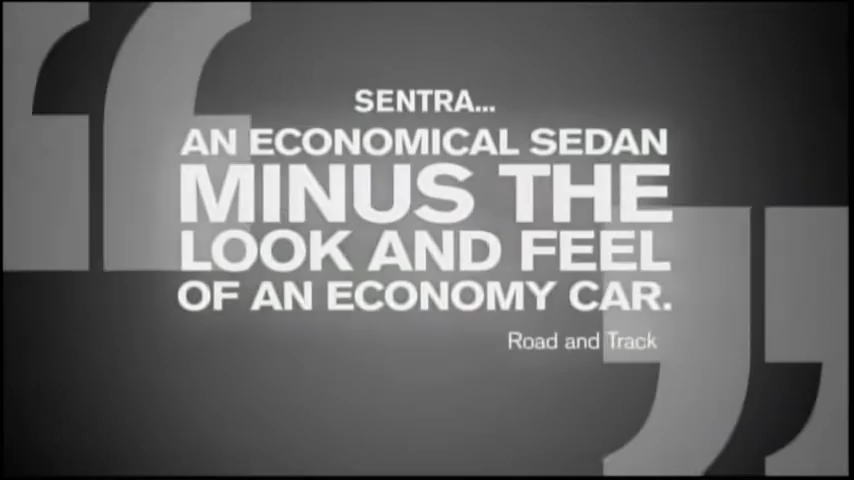 SENTRA...
AN ECONOMICAL SEDAN
MINUS THE
LOOK AND FEEL
OF AN ECONOMY CAR.
Road and Track